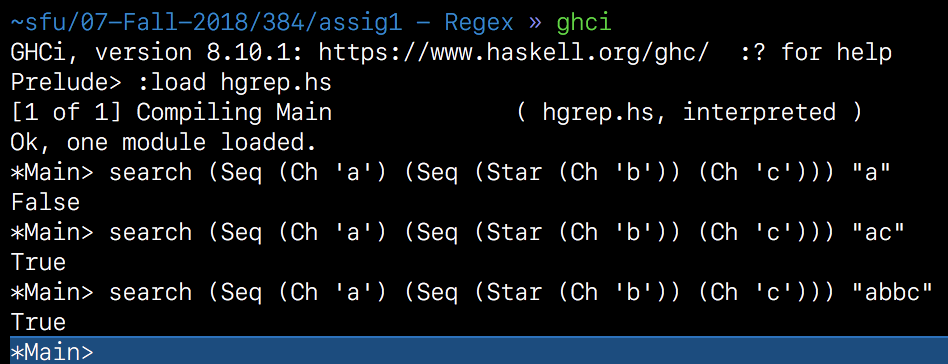 ~sfu/07-Fall-2018/384/assig1 - Regex » ghci
GHCi, version 8.10.1: https://www.haskell.org/ghc/  :? for help
Prelude> :load hgrep.hs
[1 of 1] Compiling Main             ( hgrep.hs, interpreted )
Ok, one module loaded.
*Main> search (Seq (Ch 'a') (Seq (Star (Ch 'b')) (Ch 'c'))) "a"
False
*Main> search (Seq (Ch 'a') (Seq (Star (Ch 'b')) (Ch 'c'))) "ac"
True
*Main> search (Seq (Ch 'a') (Seq (Star (Ch 'b')) (Ch 'c'))) "abbc"
True
*Main>